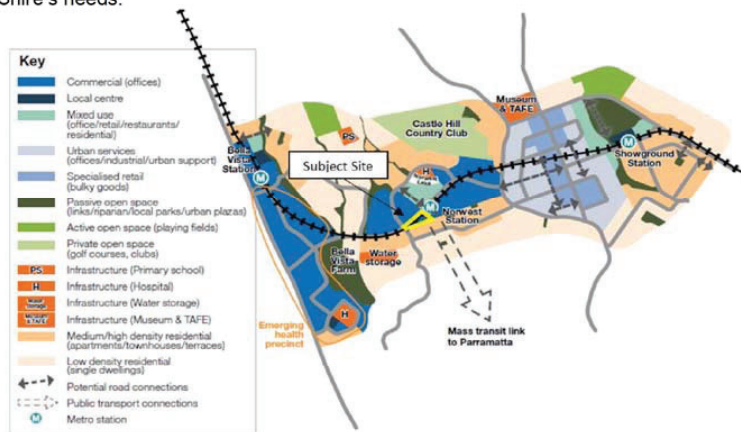 Shire's needs.
Key
Commercial (offices)
Local centre
Mixed use
(office/retail/restaurants/
residential)
Urban services
(offices/industrial/urban support)
Specialised retail
(bulky goods)
Passive open space
(links/riparian/local parks/urban plazas)
Active open space (playing fields)
Private open space
(golf courses, clubs)
PS
Infrastructure (Primary school)
H
Infrastructure (Hospital)
Water storage
Infrastructure (Water storage)
Museum & TAFE
Infrastructure (Museum & TAFE)
Medium/high density residential
(apartments/townhouses/terraces)
Low density residential
(single dwellings)
Potential road connections
Public transport connections
M
Metro station
Bella
Vista
Station
M
PS
Castle Hill
Country Club
Museum
& TAFE
Subject Site
H
M
Norwest
Station
M
Showground
Station
Bella
Vista
Farm
Water
storage
H
Emerging
health
precinct
Mass transit link
to Parramatta